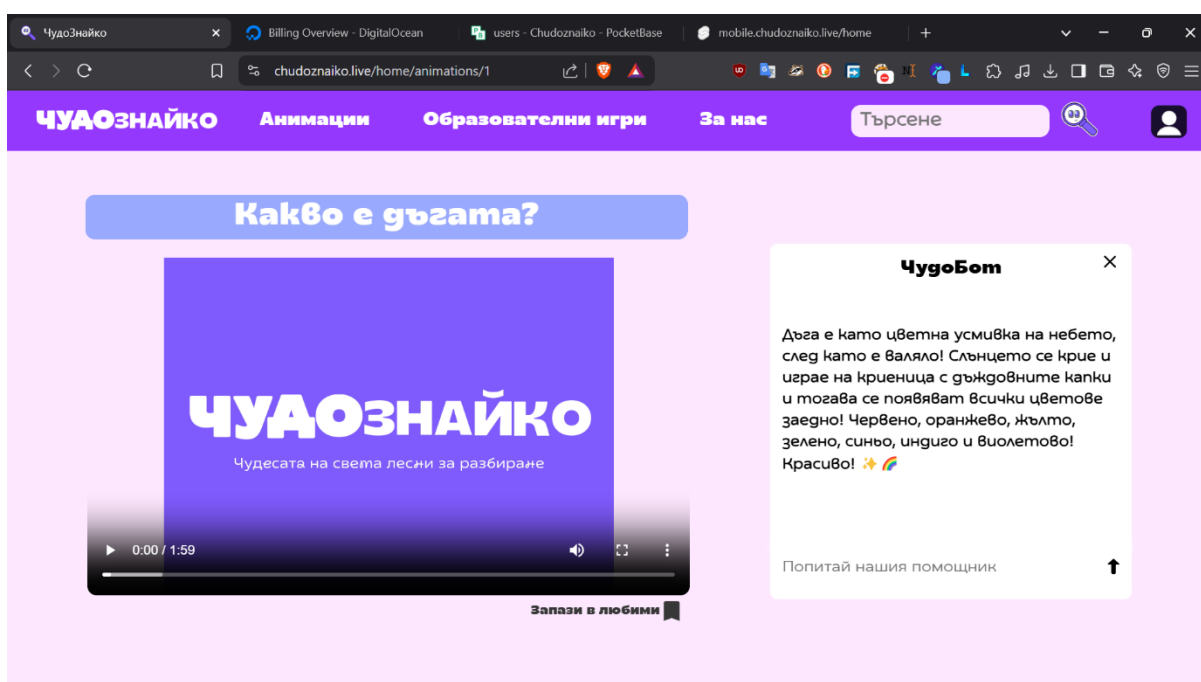 ЧудоЗнайко
Billing Overview - DigitalOcean
users - Chudoznaiko - PocketBase
mobile.chudoznaiko.live/home
chudoznaiko.live/home/animations/1
ЧУДОЗНАЙКО
Анимации
Образователни игри
За нас
Търсене
Какво е дъгата?
ЧУДОЗНАЙКО
Чудесата на света лесни за разбиране
0:00 / 1:59
Запази в любими
ЧудоБот
Дъга е като цветна усмивка на небето,
след като е валяло! Слънцето се крие и
играе на криеница с дъждовните капки
и тогава се появяват всички цветове
заедно! Червено, оранжево, жълто,
зелено, синьо, индиго и виолетово!
Красиво! ✨🌈
Попитай нашия помощник